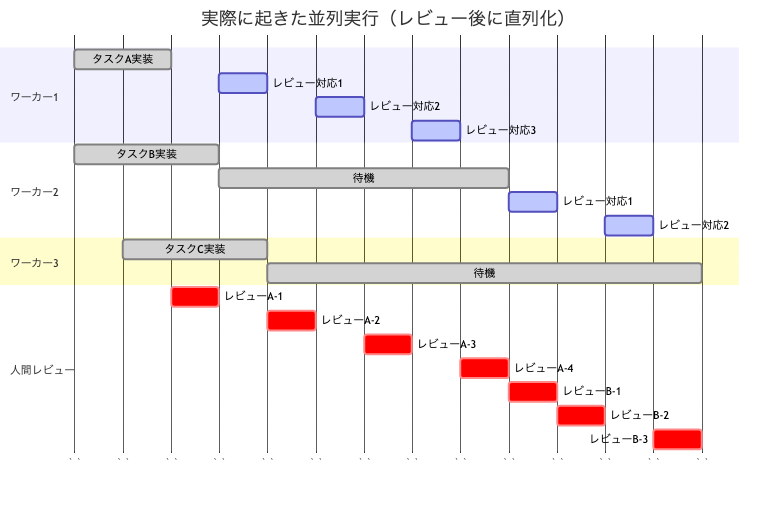 実際に起きた並列実行（レビュー後に直列化）
タスクA実装
レビュー対応1
ワーカー1
レビュー対応2
レビュー対応3
タスクB実装
待機
ワーカー2
レビュー対応1
レビュー対応2
タスクC実装
ワーカー3
待機
レビューA-1
レビューA-2
レビューA-3
人間レビュー
レビューA-4
レビューB-1
レビューB-2
レビューB-3